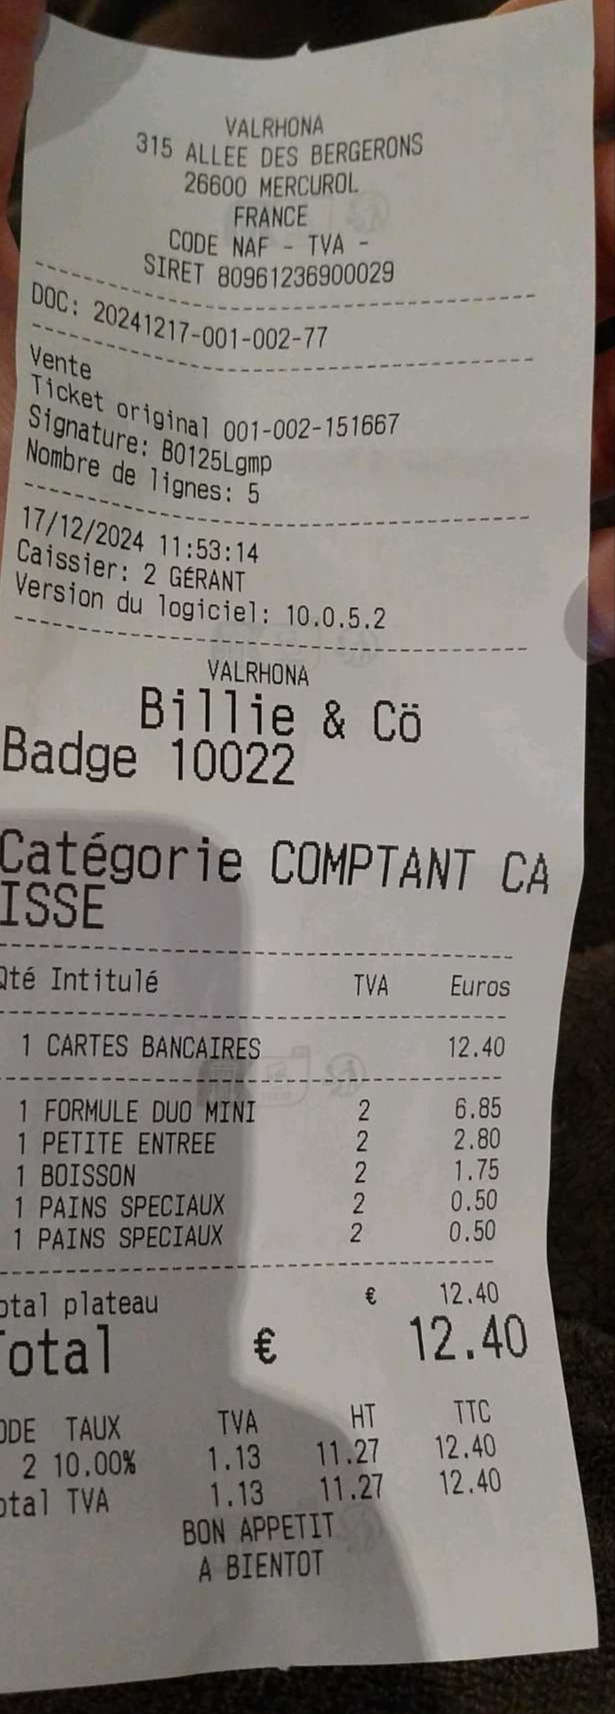 VALRHONA
315 ALLEE DES BERGERONS
26600 MERCUROL
FRANCE
CODE NAF - TVA -
SIRET 80961236900029
DOC: 20241217-001-002-77
Vente
Ticket original 001-002-151667
Signature: B0125Lgmp
Nombre de lignes: 5
17/12/2024 11:53:14
Caissier: 2 GÉRANT
Version du logiciel: 10.0.5.2
VALRHONA
Billie & Cö
Badge 10022
Catégorie COMPTANT CA
ISSE
Qté Intitulé TVA Euros
1 CARTES BANCAIRES 12.40
1 FORMULE DUO MINI 2 6.85
1 PETITE ENTREE 2 2.80
1 BOISSON 2 1.75
1 PAINS SPECIAUX 2 0.50
1 PAINS SPECIAUX 2 0.50
otal plateau € 12.40
Total € 12.40
ODE TAUX TVA HT TTC
2 10.00% 1.13 11.27 12.40
otal TVA 1.13 11.27 12.40
BON APPETIT
A BIENTOT